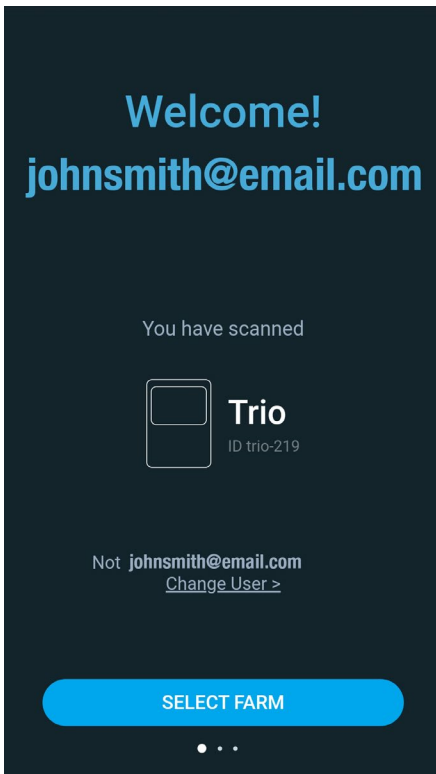 Welcome!
johnsmith@email.com
You have scanned
Trio
ID trio-219
Not johnsmith@email.com
Change User >
SELECT FARM